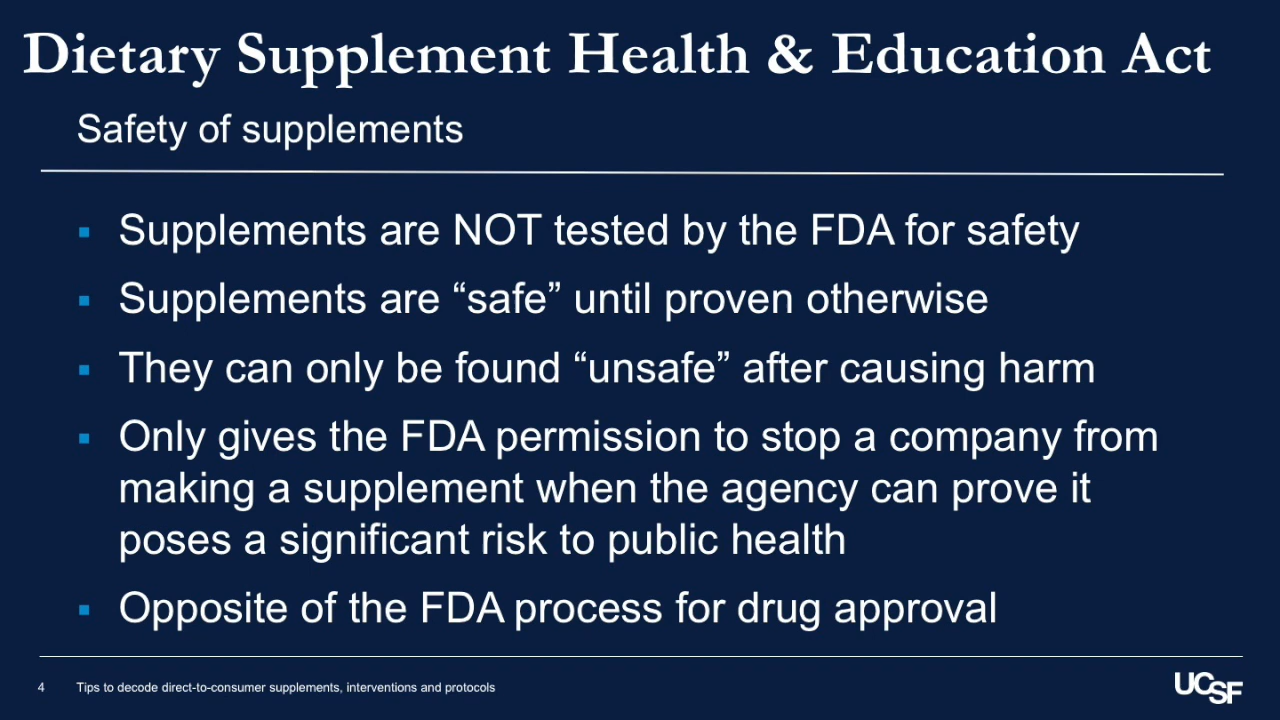 Dietary Supplement Health & Education Act
Safety of supplements
▪ Supplements are NOT tested by the FDA for safety
▪ Supplements are “safe” until proven otherwise
▪ They can only be found “unsafe” after causing harm
▪ Only gives the FDA permission to stop a company from
making a supplement when the agency can prove it
poses a significant risk to public health
▪ Opposite of the FDA process for drug approval
4 Tips to decode direct-to-consumer supplements, interventions and protocols
UCSF